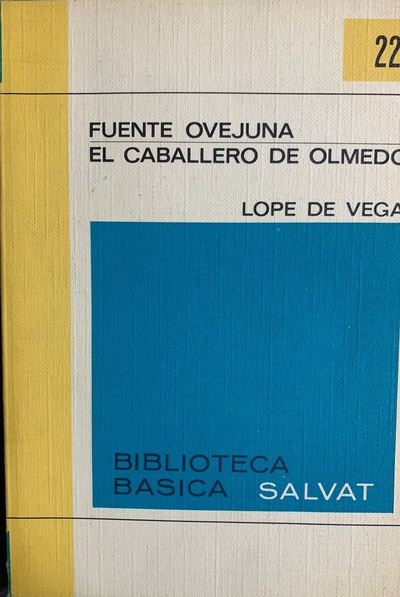 22
FUENTE OVEJUNA
EL CABALLERO DE OLMEDO
LOPE DE VEGA
BIBLIOTECA
BASICA SALVAT